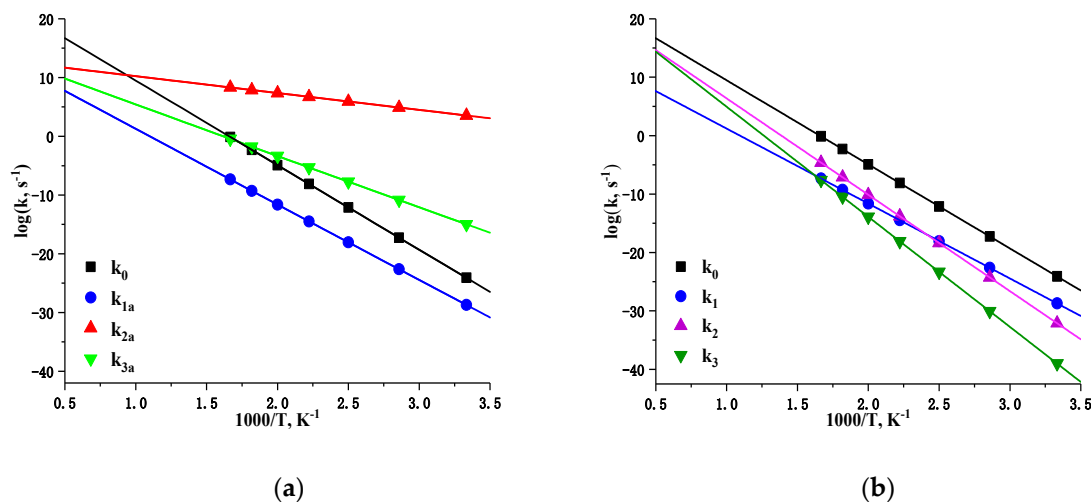 20
10
0
-10
-20
-30
-40
log(k, s⁻¹)
k₀
k₁ₐ
k₂ₐ
k₃ₐ
0.5 1.0 1.5 2.0 2.5 3.0 3.5
1000/T, K⁻¹
(a)
20
10
0
-10
-20
-30
-40
log(k, s⁻¹)
k₀
k₁
k₂
k₃
0.5 1.0 1.5 2.0 2.5 3.0 3.5
1000/T, K⁻¹
(b)